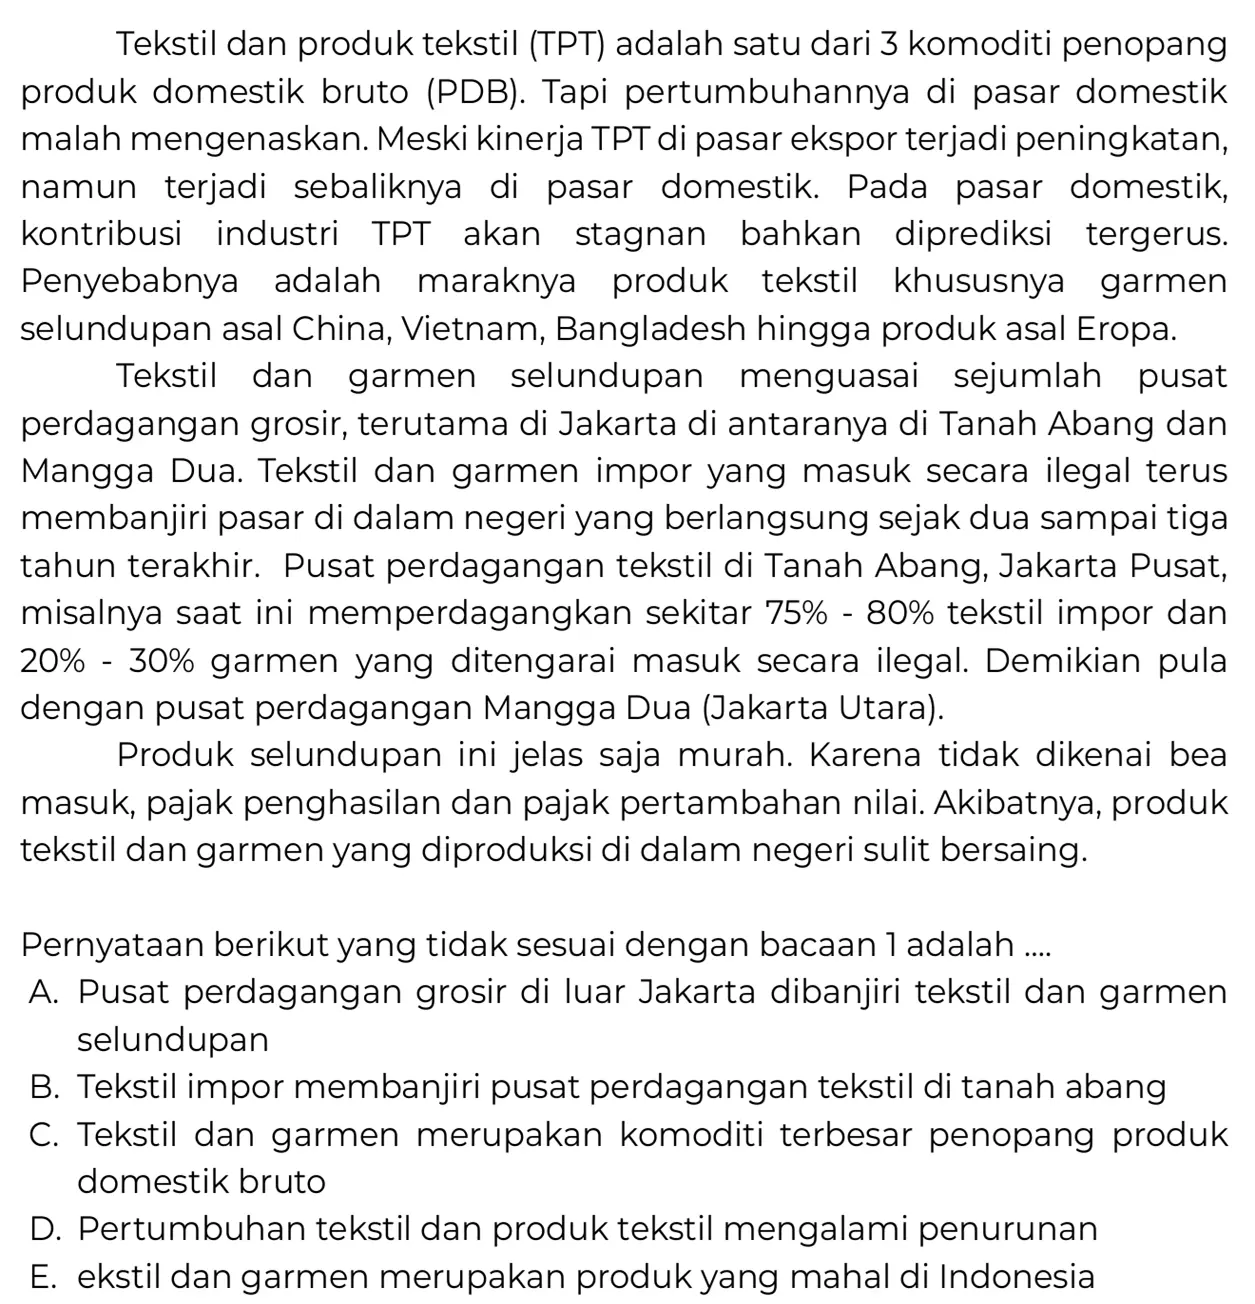 Tekstil dan produk tekstil (TPT) adalah satu dari 3 komoditi penopang
produk domestik bruto (PDB). Tapi pertumbuhannya di pasar domestik
malah mengenaskan. Meski kinerja TPT di pasar ekspor terjadi peningkatan,
namun terjadi sebaliknya di pasar domestik. Pada pasar domestik,
kontribusi industri TPT akan stagnan bahkan diprediksi tergerus.
Penyebabnya adalah maraknya produk tekstil khususnya garmen
selundupan asal China, Vietnam, Bangladesh hingga produk asal Eropa.
Tekstil dan garmen selundupan menguasai sejumlah pusat
perdagangan grosir, terutama di Jakarta di antaranya di Tanah Abang dan
Mangga Dua. Tekstil dan garmen impor yang masuk secara ilegal terus
membanjiri pasar di dalam negeri yang berlangsung sejak dua sampai tiga
tahun terakhir. Pusat perdagangan tekstil di Tanah Abang, Jakarta Pusat,
misalnya saat ini memperdagangkan sekitar 75% - 80% tekstil impor dan
20% - 30% garmen yang ditengarai masuk secara ilegal. Demikian pula
dengan pusat perdagangan Mangga Dua (Jakarta Utara).
Produk selundupan ini jelas saja murah. Karena tidak dikenai bea
masuk, pajak penghasilan dan pajak pertambahan nilai. Akibatnya, produk
tekstil dan garmen yang diproduksi di dalam negeri sulit bersaing.
Pernyataan berikut yang tidak sesuai dengan bacaan 1 adalah ....
A. Pusat perdagangan grosir di luar Jakarta dibanjiri tekstil dan garmen
selundupan
B. Tekstil impor membanjiri pusat perdagangan tekstil di tanah abang
C. Tekstil dan garmen merupakan komoditi terbesar penopang produk
domestik bruto
D. Pertumbuhan tekstil dan produk tekstil mengalami penurunan
E. ekstil dan garmen merupakan produk yang mahal di Indonesia